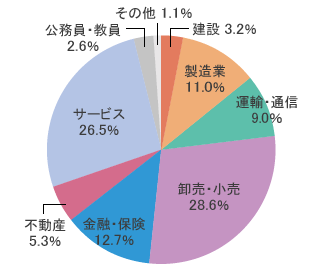 その他 1.1%
建設 3.2%
製造業
11.0%
運輸・通信
9.0%
卸売・小売
28.6%
金融・保険
12.7%
不動産
5.3%
サービス
26.5%
公務員・教員
2.6%